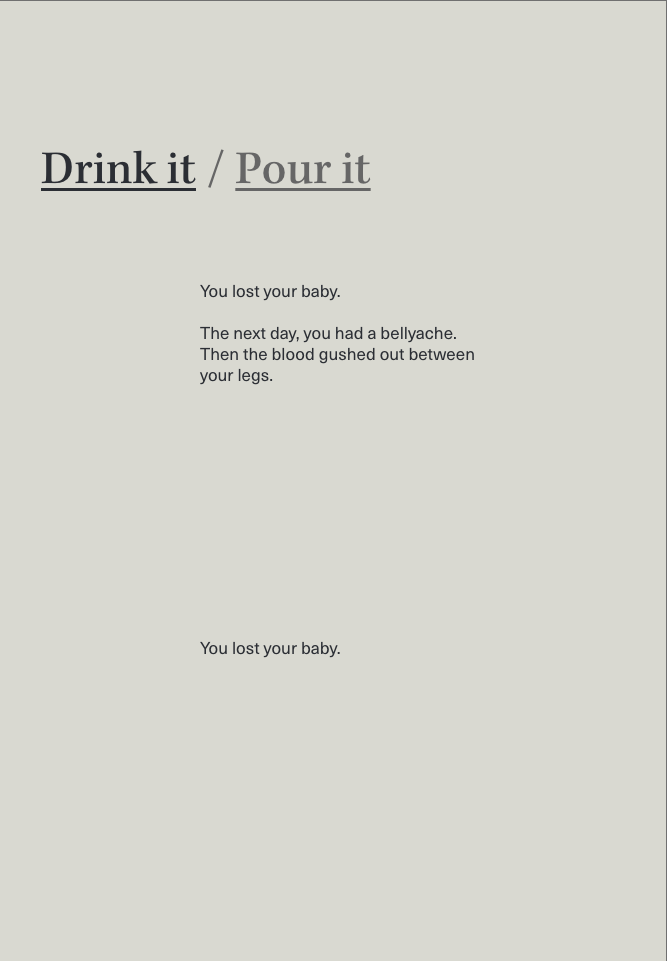 Drink it / Pour it
You lost your baby.
The next day, you had a bellyache.
Then the blood gushed out between
your legs.
You lost your baby.